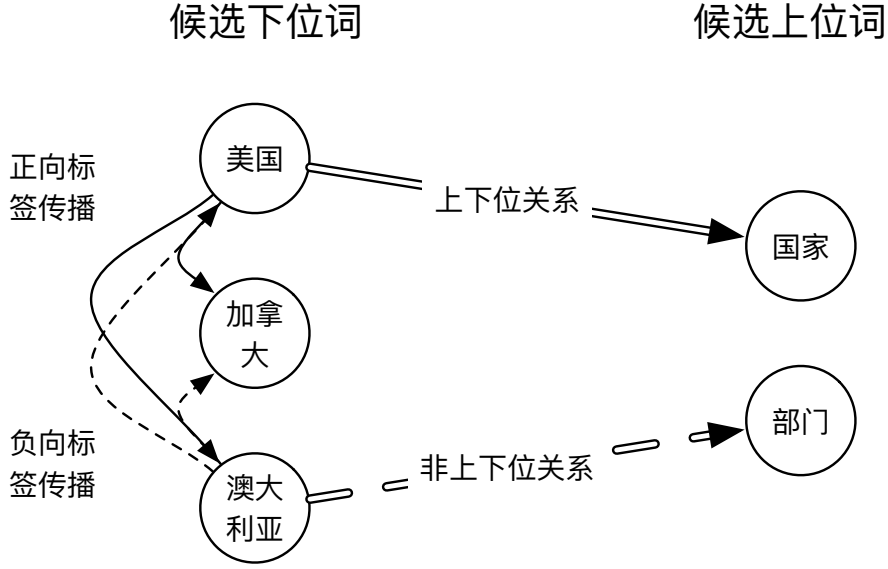 候选下位词
候选上位词
美国
正向标
签传播
上下位关系
国家
加拿
大
部门
负向标
签传播
非上下位关系
澳大
利亚